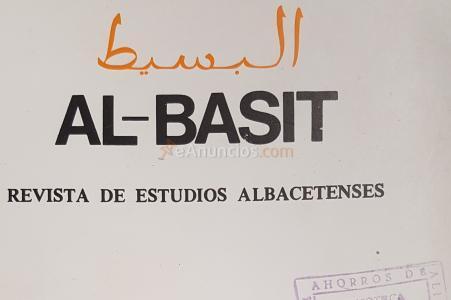 البسيط
AL-BASIT
eAnuncios.com
REVISTA DE ESTUDIOS ALBACETENSES
AHORROS DE